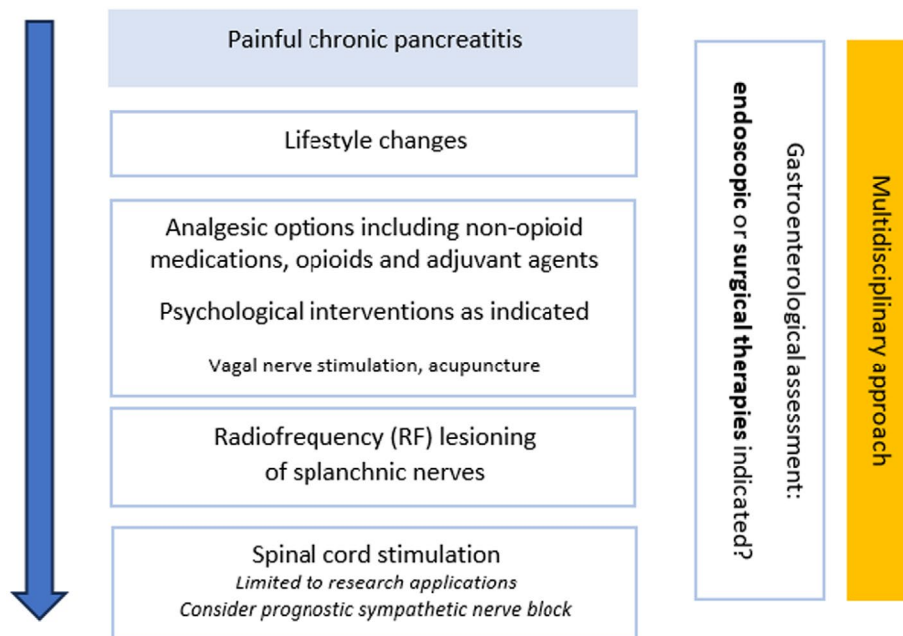 Painful chronic pancreatitis
Lifestyle changes
Analgesic options including non-opioid
medications, opioids and adjuvant agents
Psychological interventions as indicated
Vagal nerve stimulation, acupuncture
Radiofrequency (RF) lesioning
of splanchnic nerves
Spinal cord stimulation
Limited to research applications
Consider prognostic sympathetic nerve block
Gastroenterological assessment:
endoscopic or surgical therapies indicated?
Multidisciplinary approach